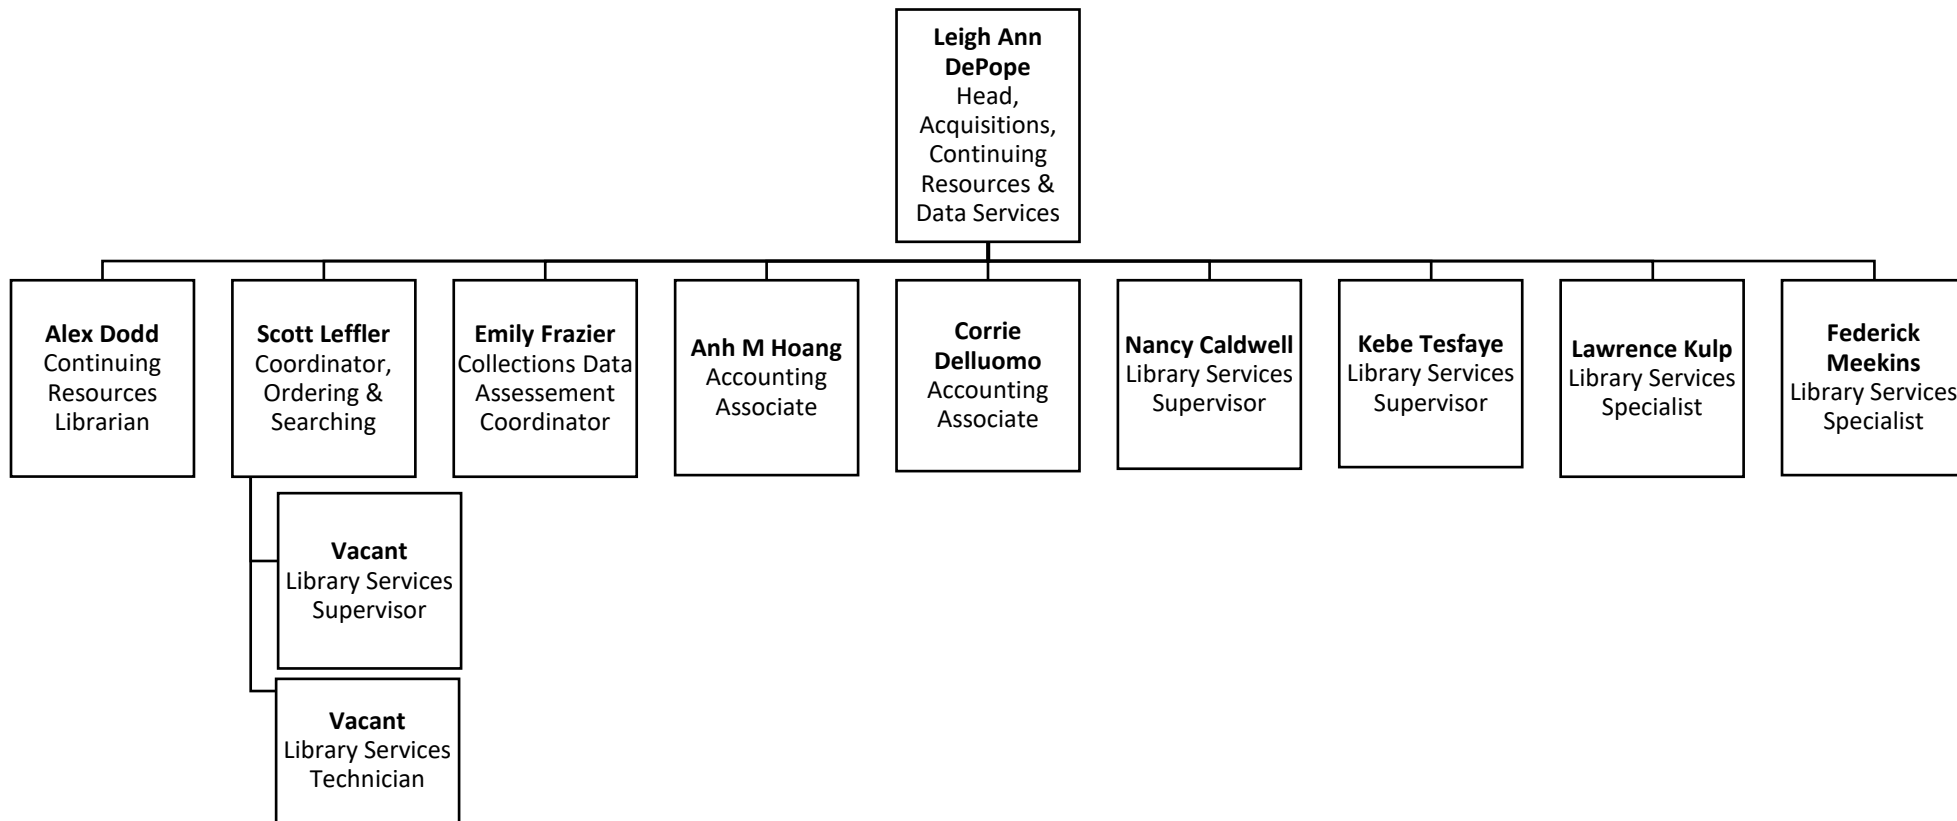 Leigh Ann
DePope
Head,
Acquisitions,
Continuing
Resources &
Data Services
Alex Dodd
Continuing
Resources
Librarian
Scott Leffler
Coordinator,
Ordering &
Searching
Emily Frazier
Collections Data
Assessement
Coordinator
Anh M Hoang
Accounting
Associate
Corrie
Delluomo
Accounting
Associate
Nancy Caldwell
Library Services
Supervisor
Kebe Tesfaye
Library Services
Supervisor
Lawrence Kulp
Library Services
Specialist
Federick
Meekins
Library Services
Specialist
Vacant
Library Services
Supervisor
Vacant
Library Services
Technician